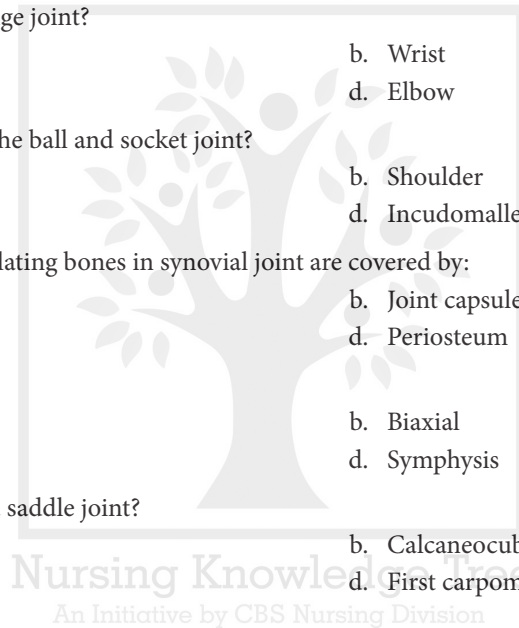 ge joint?
b. Wrist
d. Elbow
he ball and socket joint?
b. Shoulder
d. Incudomalle
lating bones in synovial joint are covered by:
b. Joint capsule
d. Periosteum
b. Biaxial
d. Symphysis
saddle joint?
b. Calcaneocub
d. First carpom
Nursing Knowledge Tree
An Initiative by CBS Nursing Division